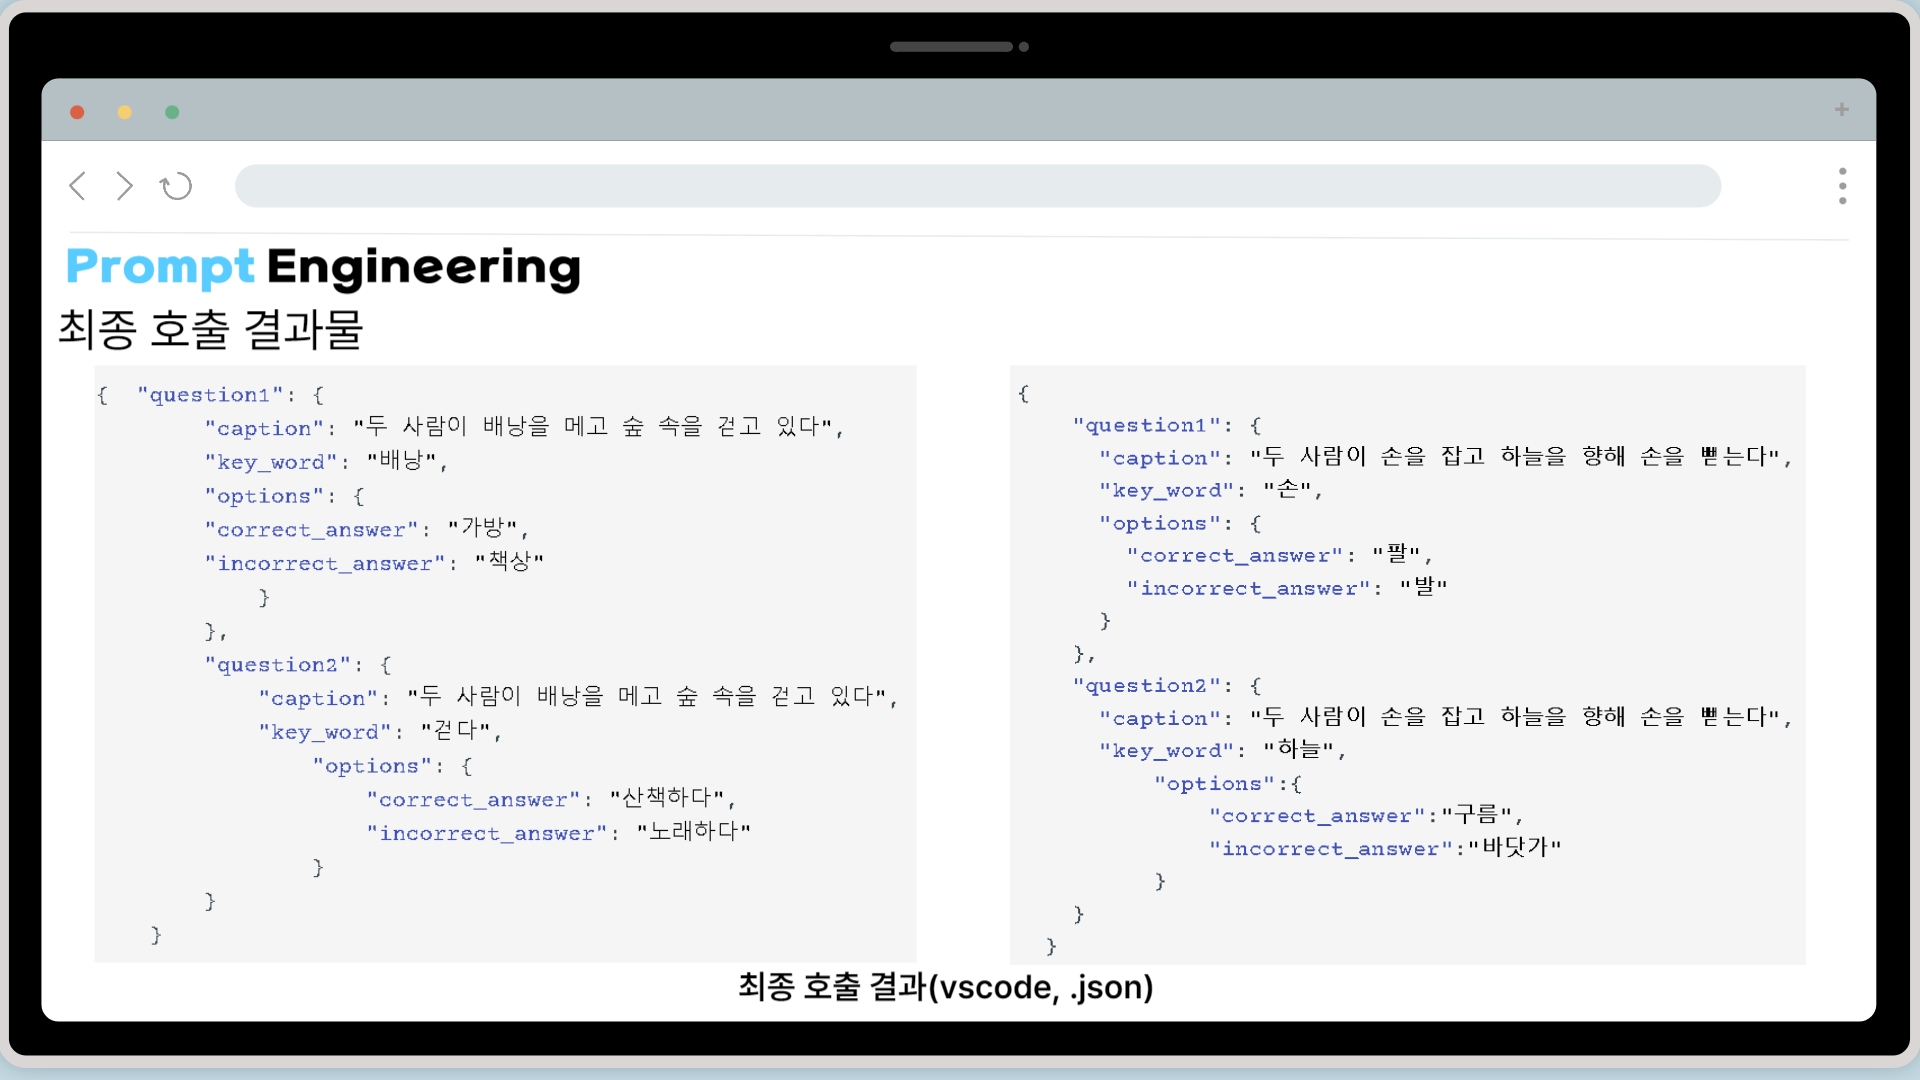 Prompt Engineering
최종 호출 결과물
{  "question1": {
"caption": "두 사람이 배낭을 메고 숲 속을 걷고 있다",
"key_word": "배낭",
"options": {
"correct_answer": "가방",
"incorrect_answer": "책상"
}
},
"question2": {
"caption": "두 사람이 배낭을 메고 숲 속을 걷고 있다",
"key_word": "걷다",
"options": {
"correct_answer": "산책하다",
"incorrect_answer": "노래하다"
}
}
}
{
"question1": {
"caption": "두 사람이 손을 잡고 하늘을 향해 손을 뻗는다",
"key_word": "손",
"options": {
"correct_answer": "팔",
"incorrect_answer": "발"
}
},
"question2": {
"caption": "두 사람이 손을 잡고 하늘을 향해 손을 뻗는다",
"key_word": "하늘",
"options":{
"correct_answer":"구름",
"incorrect_answer":"바닷가"
}
}
}
최종 호출 결과(vscode, .json)